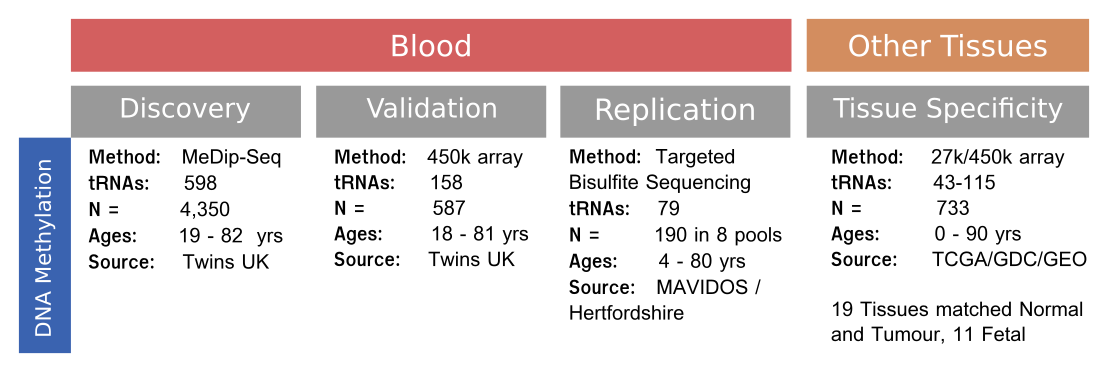 Blood
Other Tissues
Discovery
Validation
Replication
Tissue Specificity
DNA Methylation
Method: MeDip-Seq
tRNAs: 598
N = 4,350
Ages: 19 - 82 yrs
Source: Twins UK
Method: 450k array
tRNAs: 158
N = 587
Ages: 18 - 81 yrs
Source: Twins UK
Method: Targeted
Bisulfite Sequencing
tRNAs: 79
N = 190 in 8 pools
Ages: 4 - 80 yrs
Source: MAVIDOS /
Hertfordshire
Method: 27k/450k array
tRNAs: 43-115
N = 733
Ages: 0 - 90 yrs
Source: TCGA/GDC/GEO
19 Tissues matched Normal
and Tumour, 11 Fetal